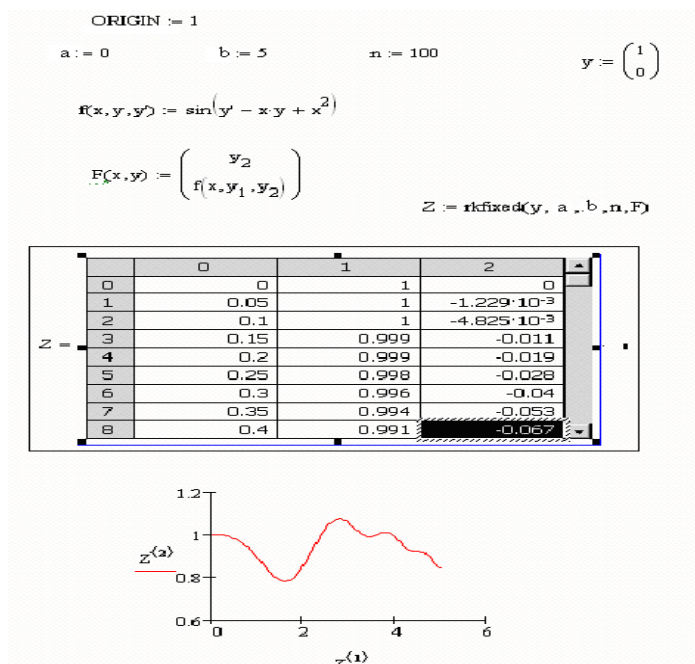 ORIGIN := 1
a := 0 b := 5 n := 100 y := (1 0)
f(x,y,y') := sin(y' − x·y + x²)
F(x,y) := (y₂ f(x,y₁,y₂))
Z := rkfixed(y, a , b ,n,F)
0 1 2
0 0 1 0
1 0.05 1 -1.229·10⁻³
2 0.1 1 -4.825·10⁻³
3 0.15 0.999 -0.011
Z = 4 0.2 0.999 -0.019
5 0.25 0.998 -0.028
6 0.3 0.996 -0.04
7 0.35 0.994 -0.053
8 0.4 0.991 -0.067
1.2
1
Z⟨2⟩
0.8
0.6
0 2 4 6
Z⟨1⟩